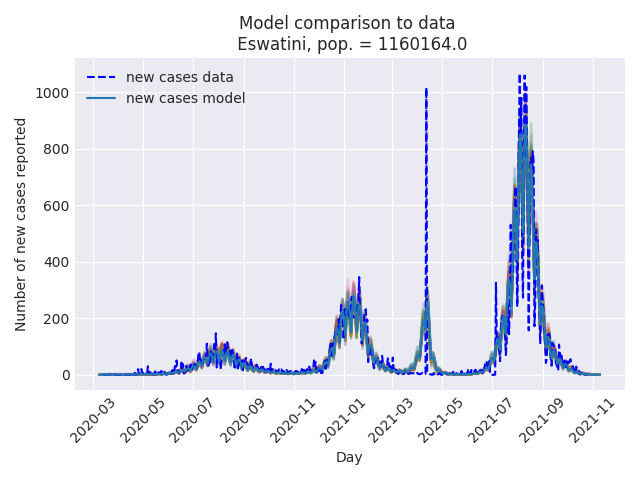 Model comparison to data
Eswatini, pop. = 1160164.0
new cases data
new cases model
Number of new cases reported
1000
800
600
400
200
0
2020-03
2020-05
2020-07
2020-09
2020-11
2021-01
2021-03
2021-05
2021-07
2021-09
2021-11
Day